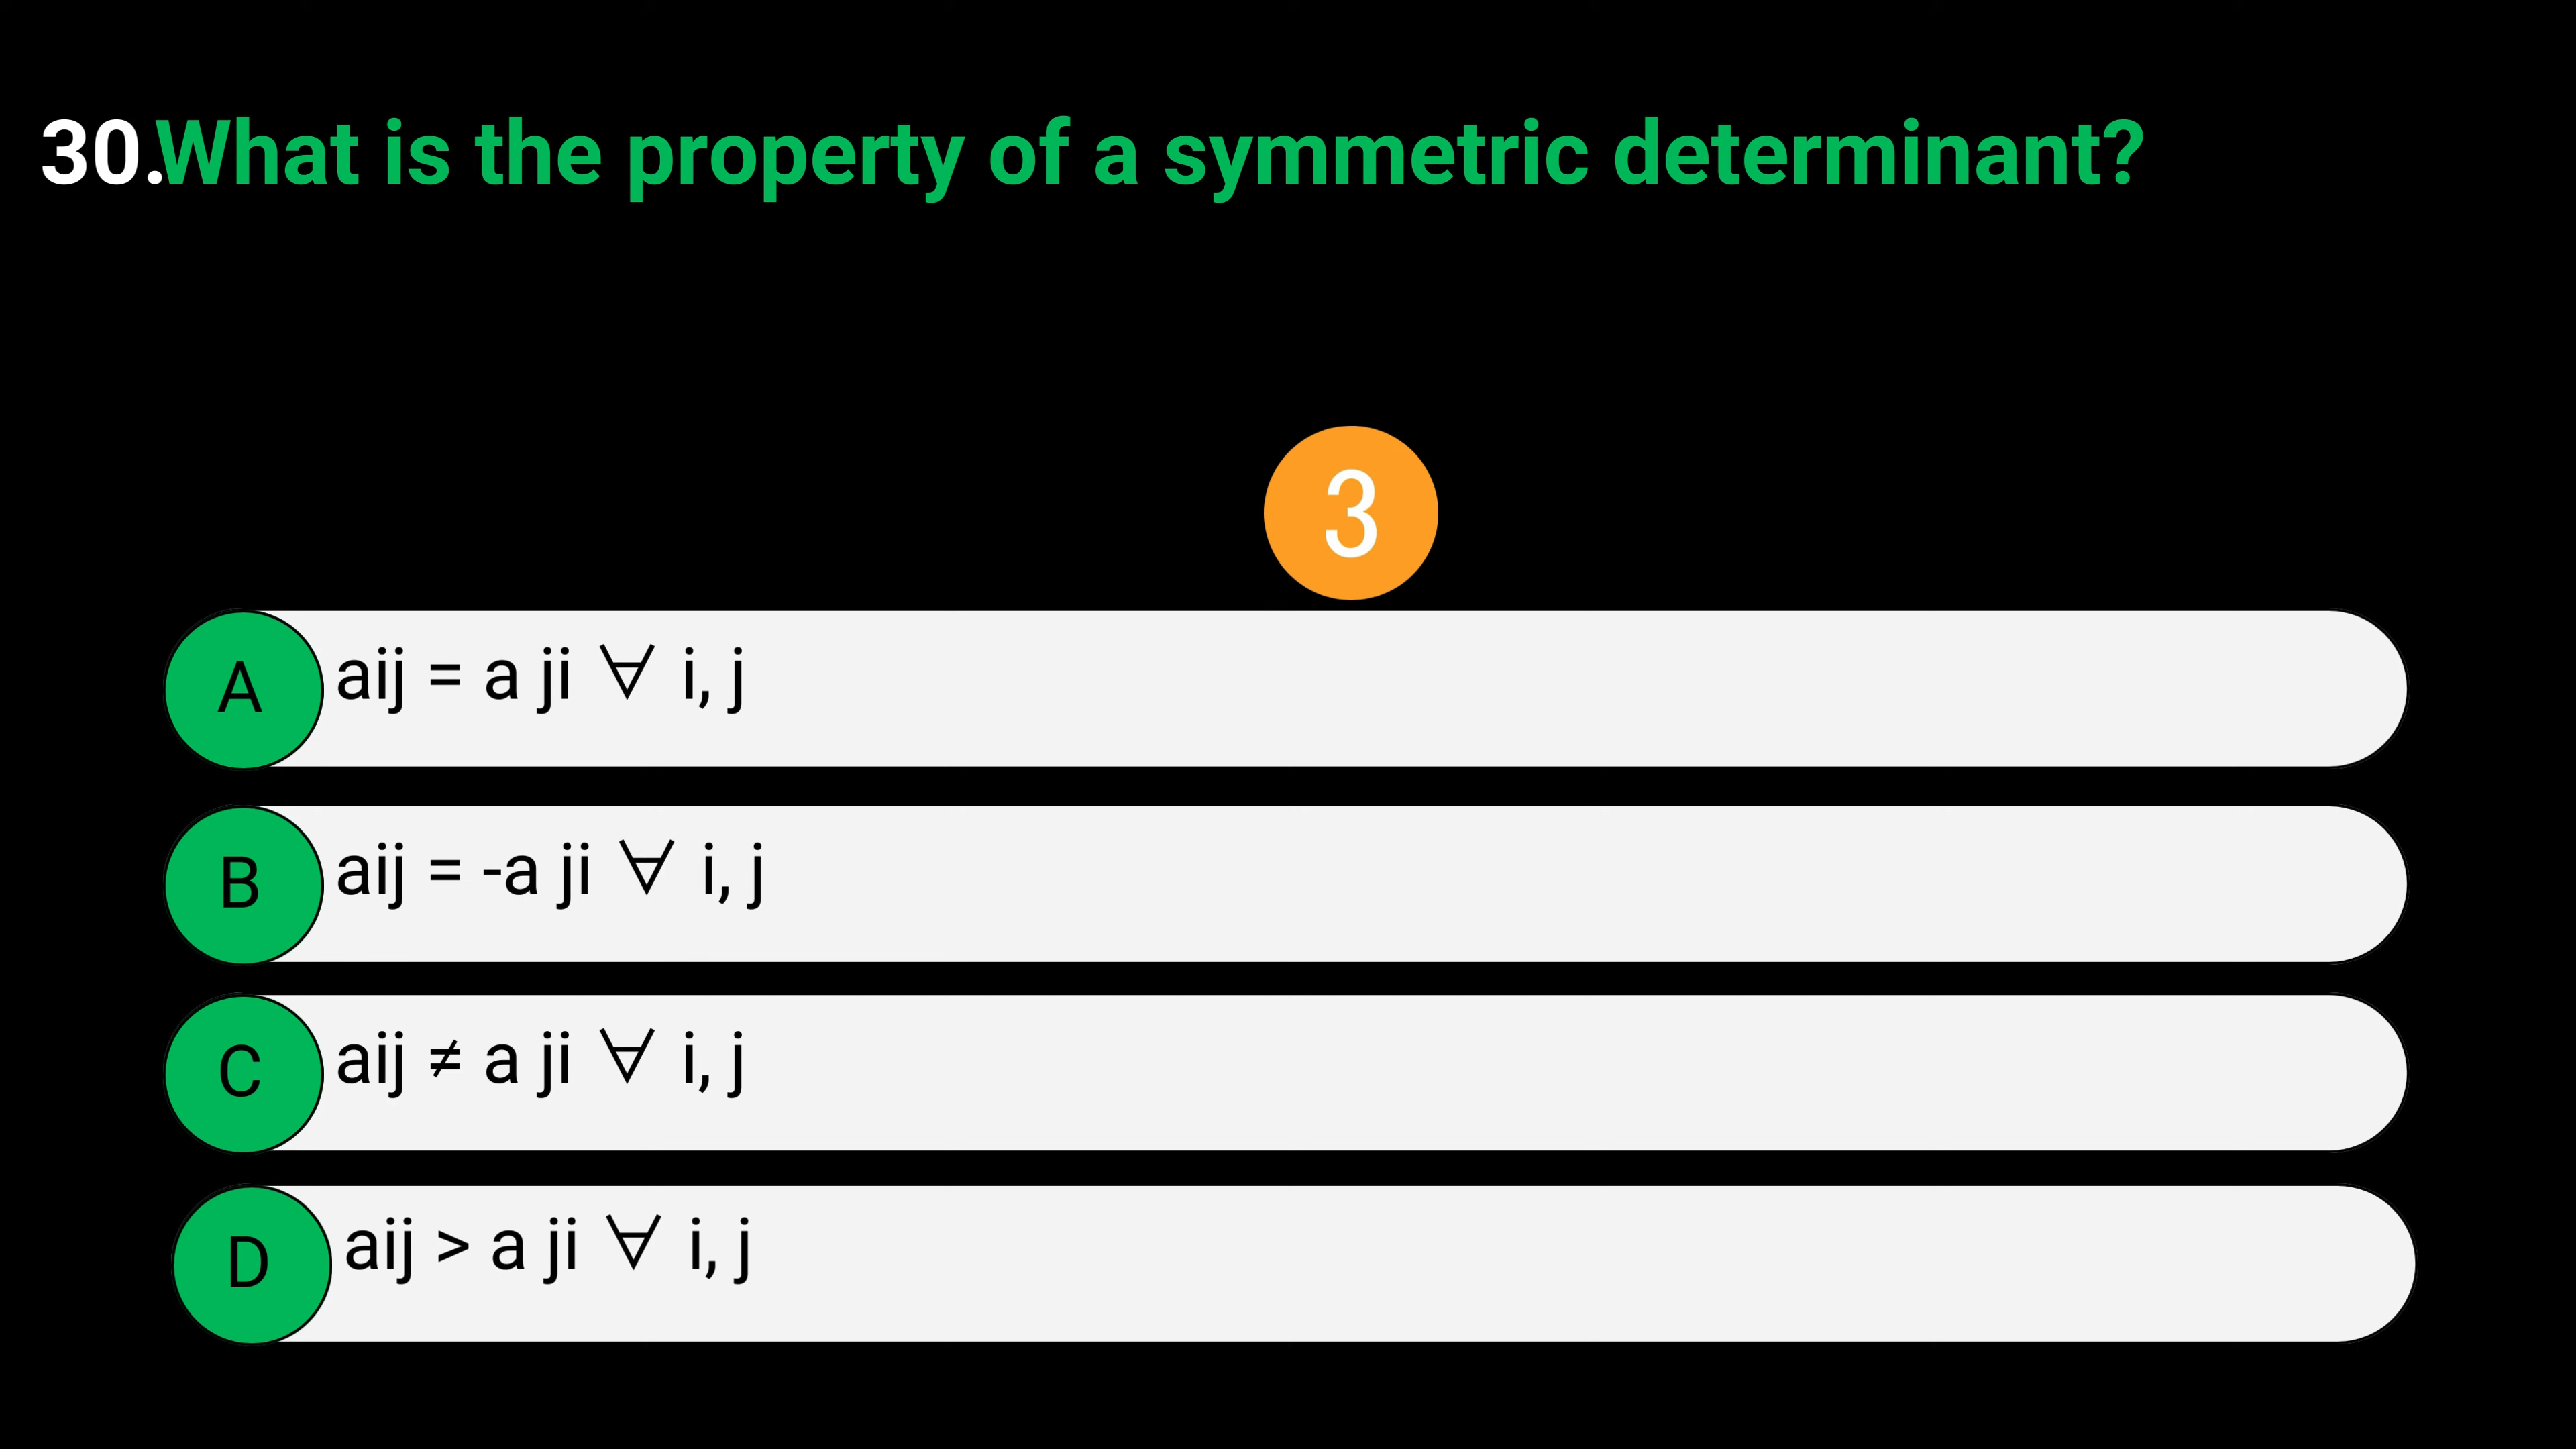 30.What is the property of a symmetric determinant?
3
A aij = a ji ∀ i, j
B aij = -a ji ∀ i, j
C aij ≠ a ji ∀ i, j
D aij > a ji ∀ i, j